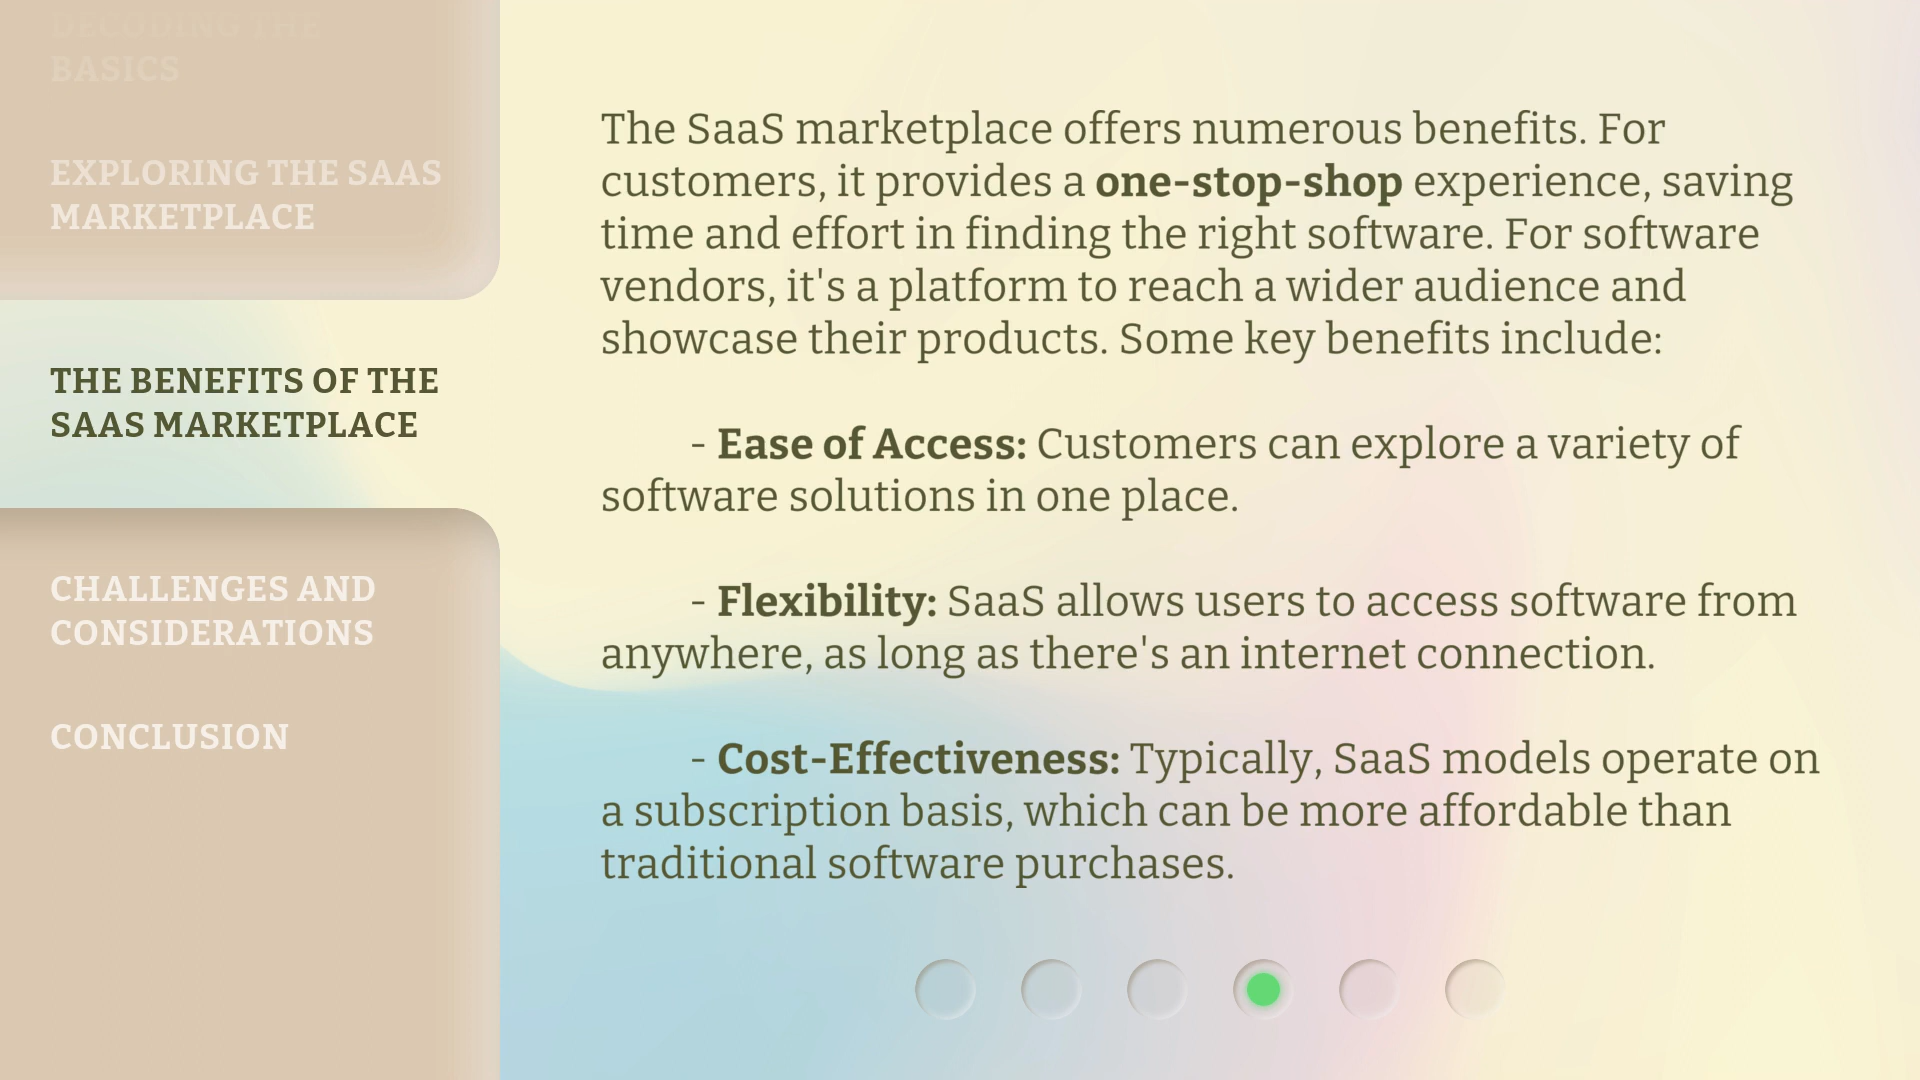 DECODING THE
BASICS
EXPLORING THE SAAS
MARKETPLACE
THE BENEFITS OF THE
SAAS MARKETPLACE
CHALLENGES AND
CONSIDERATIONS
CONCLUSION
The SaaS marketplace offers numerous benefits. For
customers, it provides a one-stop-shop experience, saving
time and effort in finding the right software. For software
vendors, it's a platform to reach a wider audience and
showcase their products. Some key benefits include:
- Ease of Access: Customers can explore a variety of
software solutions in one place.
- Flexibility: SaaS allows users to access software from
anywhere, as long as there's an internet connection.
- Cost-Effectiveness: Typically, SaaS models operate on
a subscription basis, which can be more affordable than
traditional software purchases.